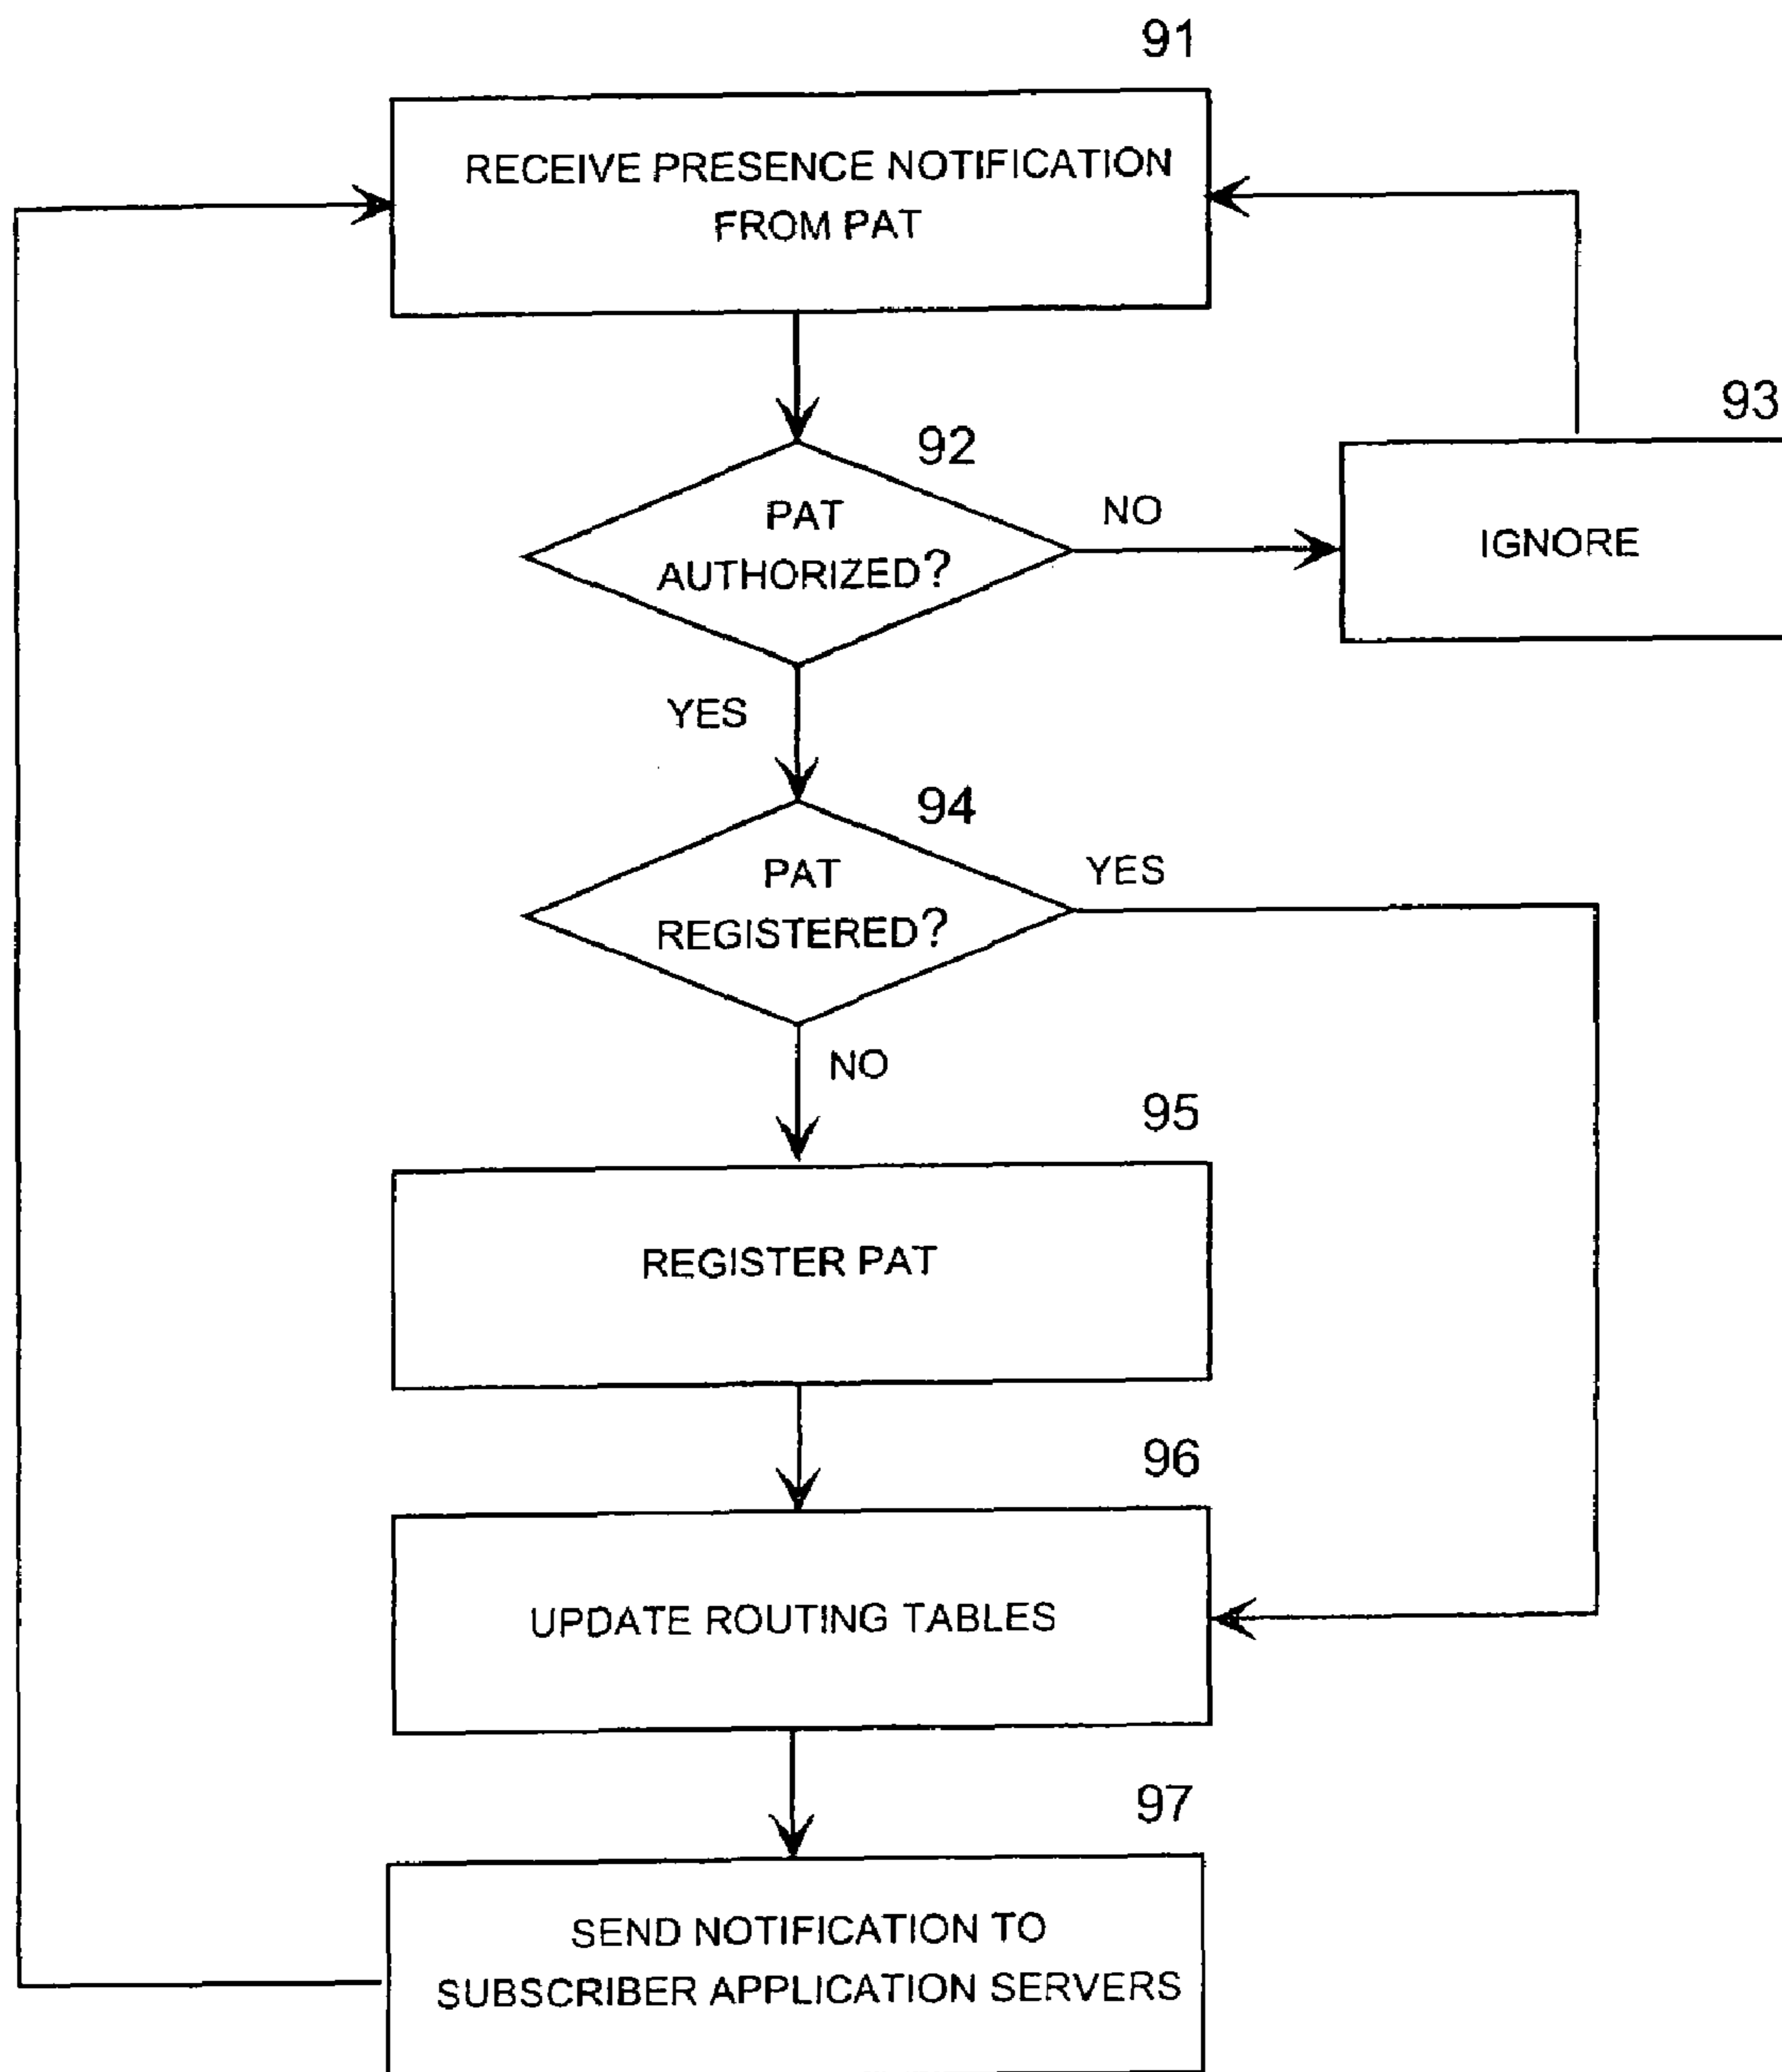 91
RECEIVE PRESENCE NOTIFICATION
FROM PAT
92
PAT
AUTHORIZED?
NO
93
IGNORE
YES
94
PAT
REGISTERED?
YES
NO
95
REGISTER PAT
96
UPDATE ROUTING TABLES
97
SEND NOTIFICATION TO
SUBSCRIBER APPLICATION SERVERS